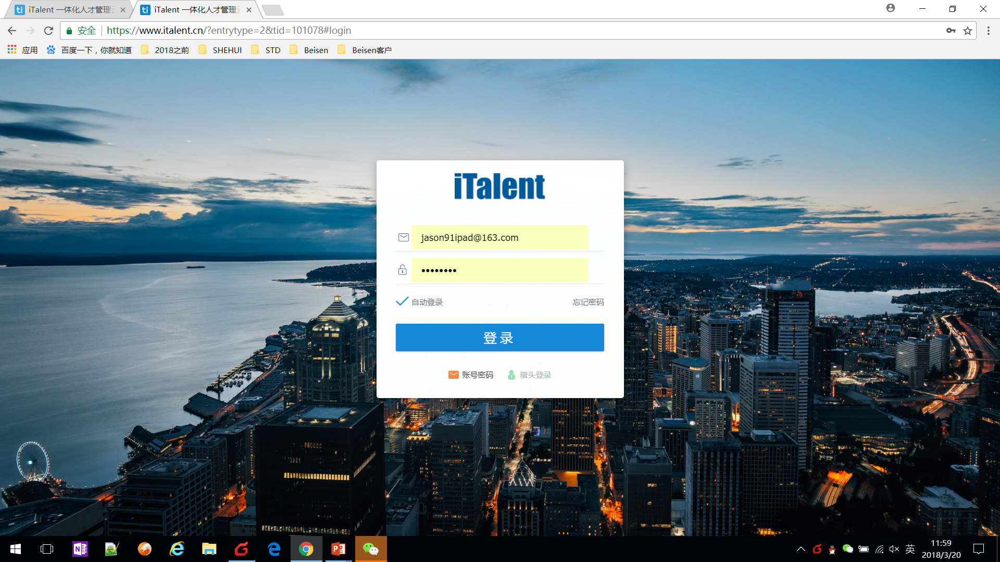 iTalent 一体化人才管理云
iTalent 一体化人才管理云
安全 https://www.italent.cn/?entrytype=2&tid=101078#login
应用 百度一下，你就知道 2018之前 SHEHUI STD Beisen Beisen客户
iTalent
jason91ipad@163.com
••••••••
自动登录 忘记密码
登录
账号密码 猎头登录
英
11:59
2018/3/20